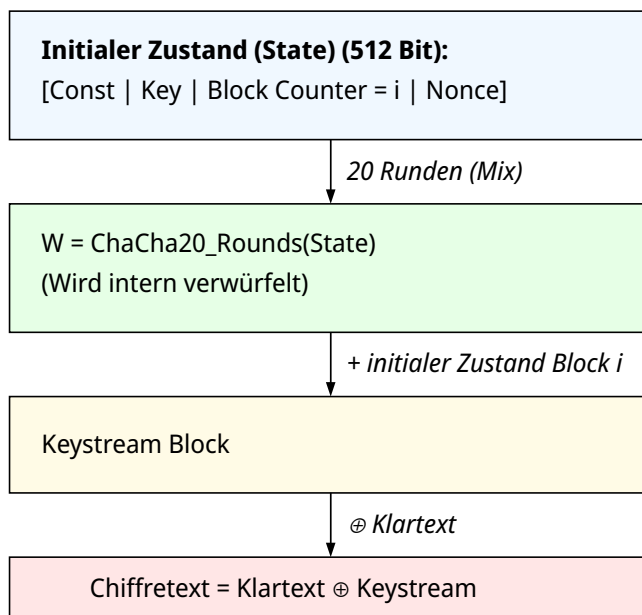 Initialer Zustand (State) (512 Bit):
[Const | Key | Block Counter = i | Nonce]
20 Runden (Mix)
W = ChaCha20_Rounds(State)
(Wird intern verwürfelt)
+ initialer Zustand Block i
Keystream Block
⊕ Klartext
Chiffretext = Klartext ⊕ Keystream